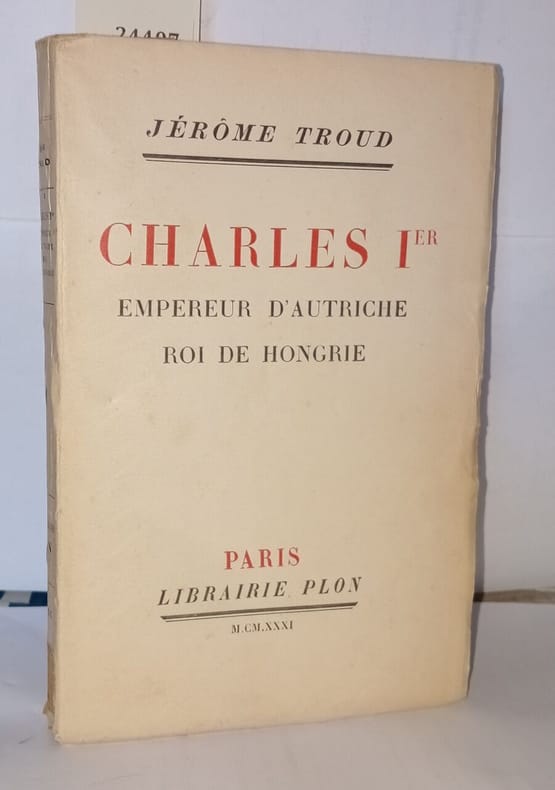 JÉRÔME TROUD
CHARLES Iᴱᴿ
EMPEREUR D'AUTRICHE
ROI DE HONGRIE
PARIS
LIBRAIRIE PLON
M.CM.XXXI